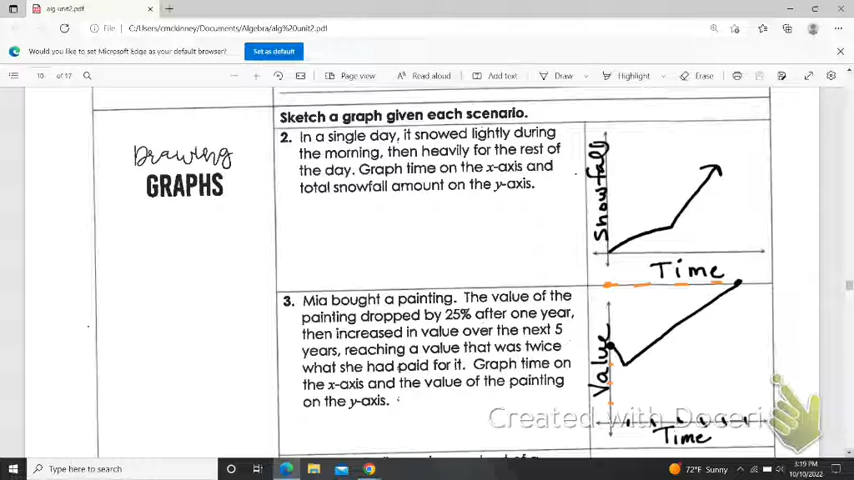 alg unit2.pdf
File
C:/Users/cmckinney/Documents/Algebra/alg%20unit2.pdf
Would you like to set Microsoft Edge as your default browser?
Set as default
10
of 17
Page view
Read aloud
Add text
Draw
Highlight
Erase
Sketch a graph given each scenario.
Drawing
GRAPHS
2. In a single day, it snowed lightly during
the morning, then heavily for the rest of
the day. Graph time on the x-axis and
total snowfall amount on the y-axis.
Snowfall
Time
3. Mia bought a painting. The value of the
painting dropped by 25% after one year,
then increased in value over the next 5
years, reaching a value that was twice
what she had paid for it. Graph time on
the x-axis and the value of the painting
on the y-axis.
Value
Time
Created with Doceri
Type here to search
72°F Sunny
3:19 PM
10/10/2022